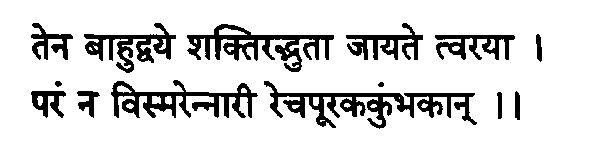 तेन बाहुद्वये शक्तिरद्भुता जायते त्वरया ।
परं न विस्मरेन्नारी रेचपूरककुंभकान् ।।